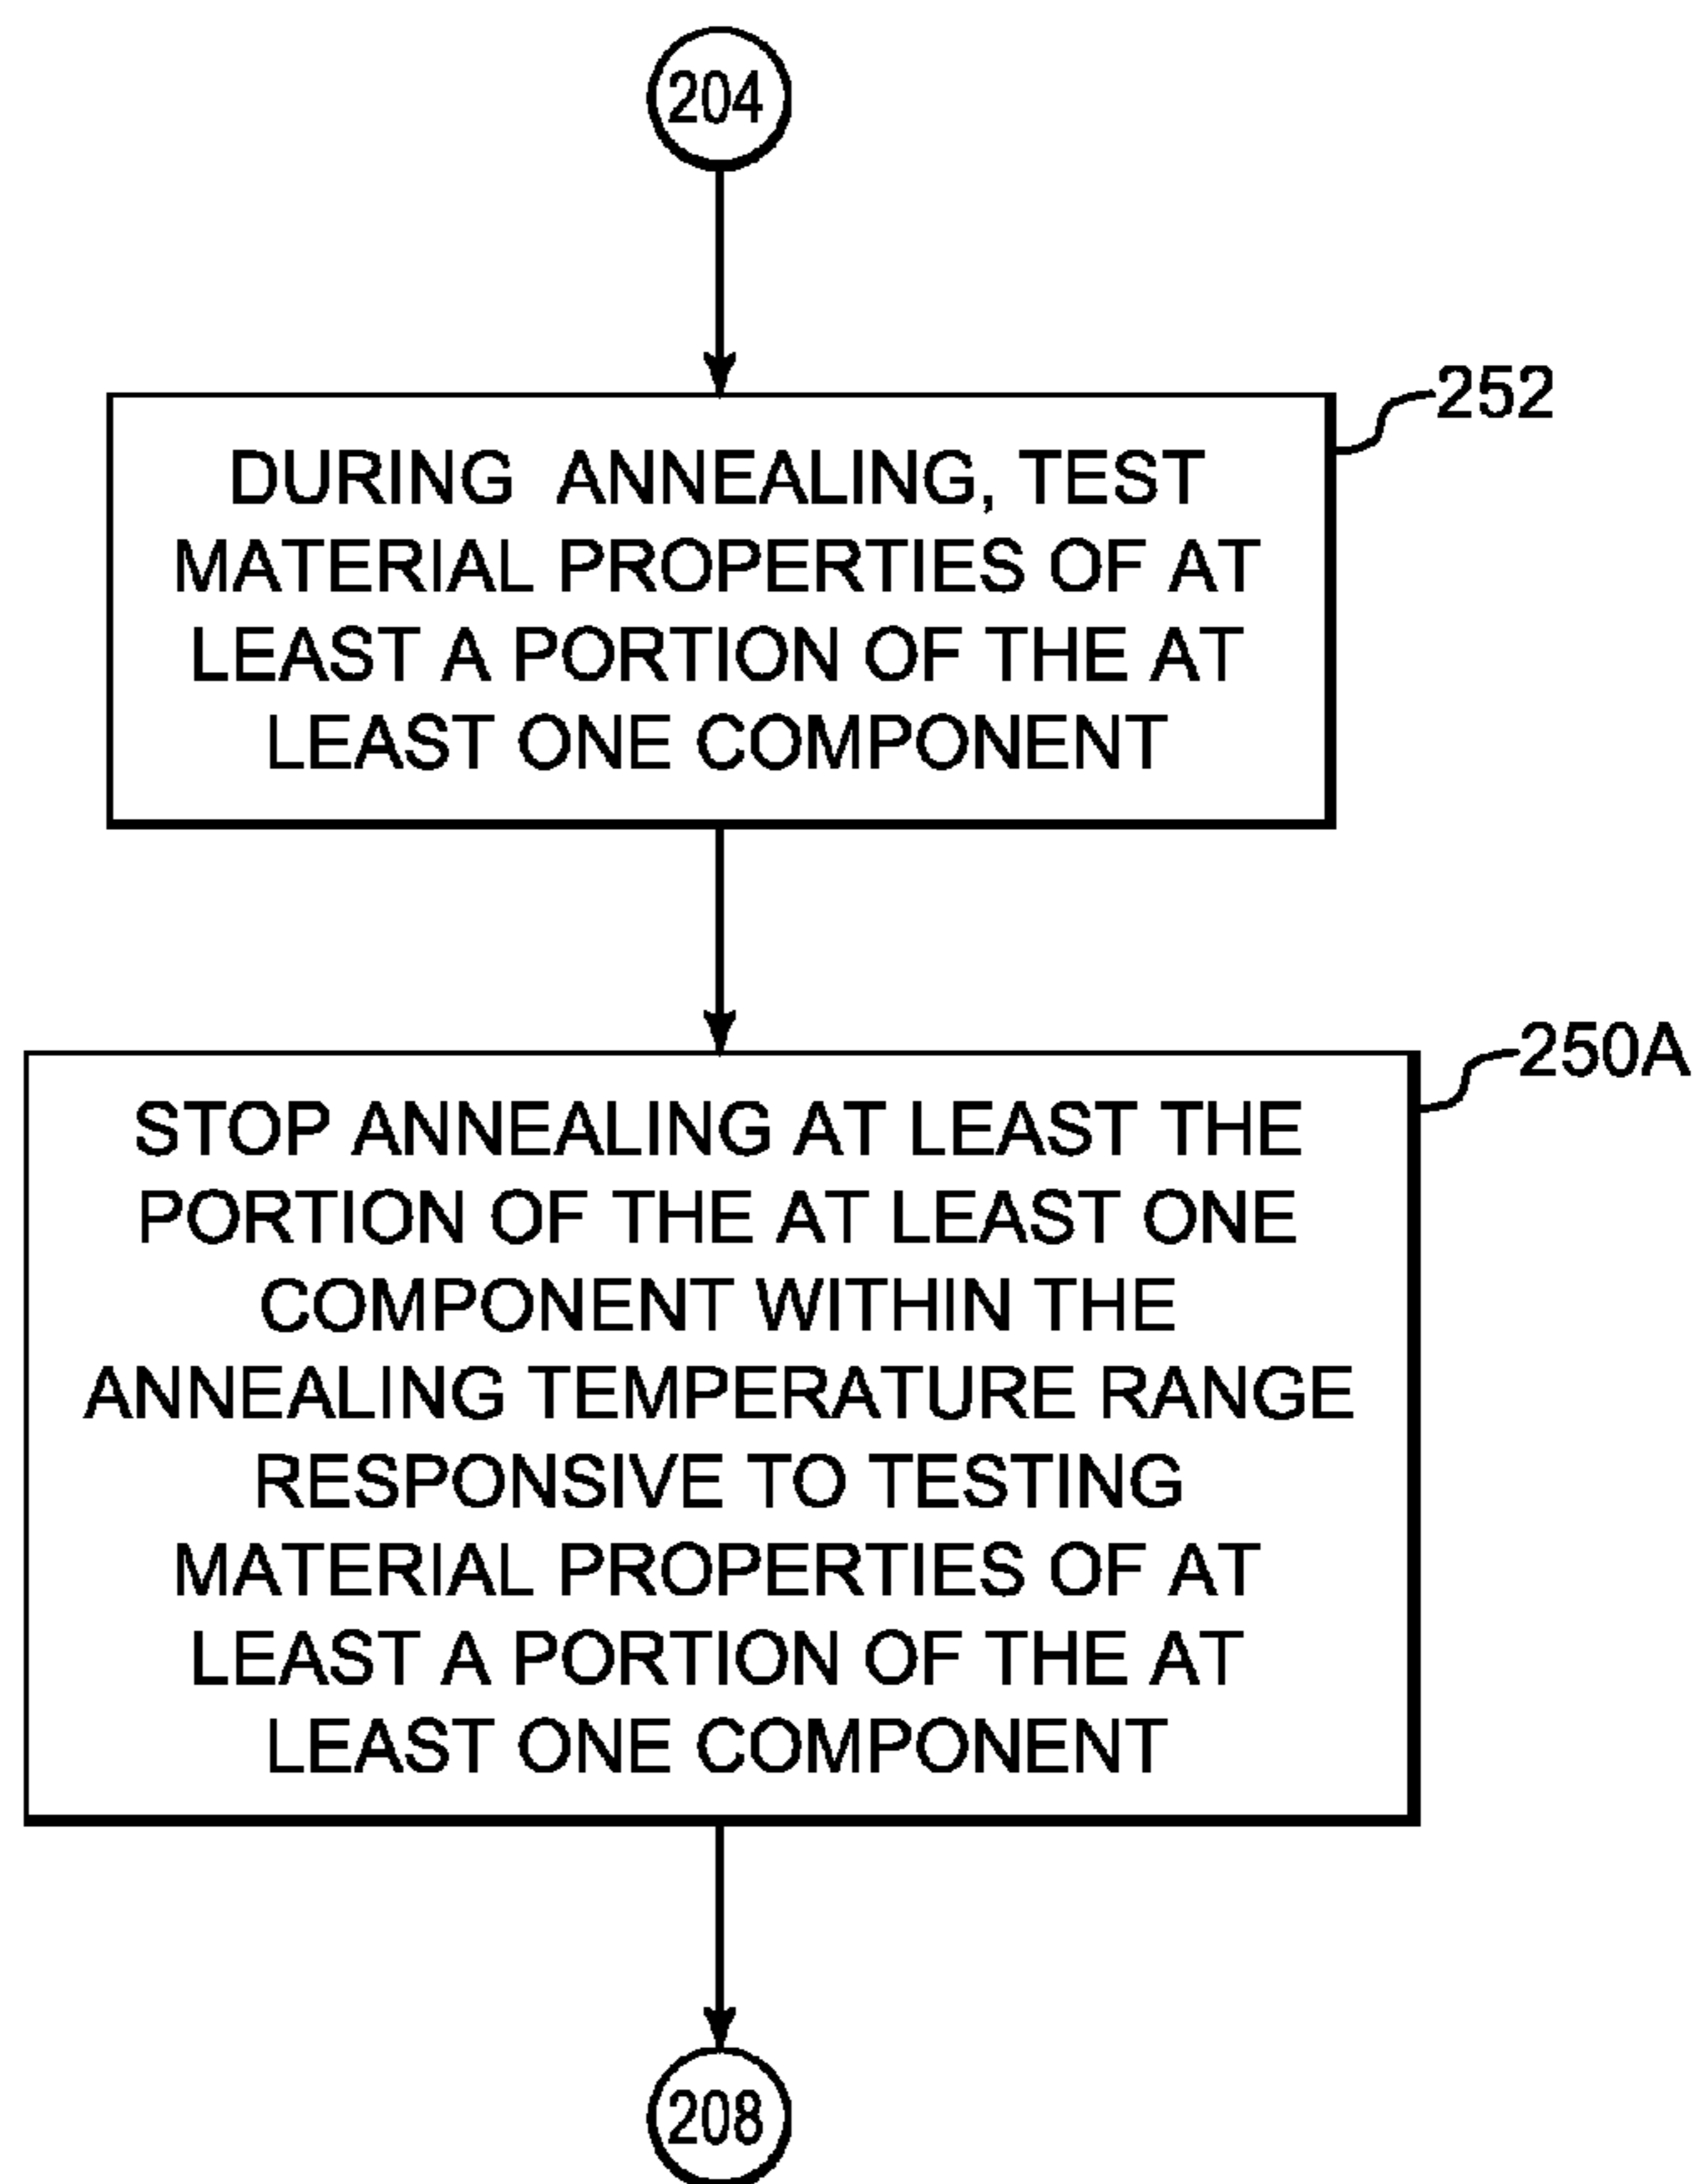 204
252
DURING ANNEALING, TEST
MATERIAL PROPERTIES OF AT
LEAST A PORTION OF THE AT
LEAST ONE COMPONENT
250A
STOP ANNEALING AT LEAST THE
PORTION OF THE AT LEAST ONE
COMPONENT WITHIN THE
ANNEALING TEMPERATURE RANGE
RESPONSIVE TO TESTING
MATERIAL PROPERTIES OF AT
LEAST A PORTION OF THE AT
LEAST ONE COMPONENT
208